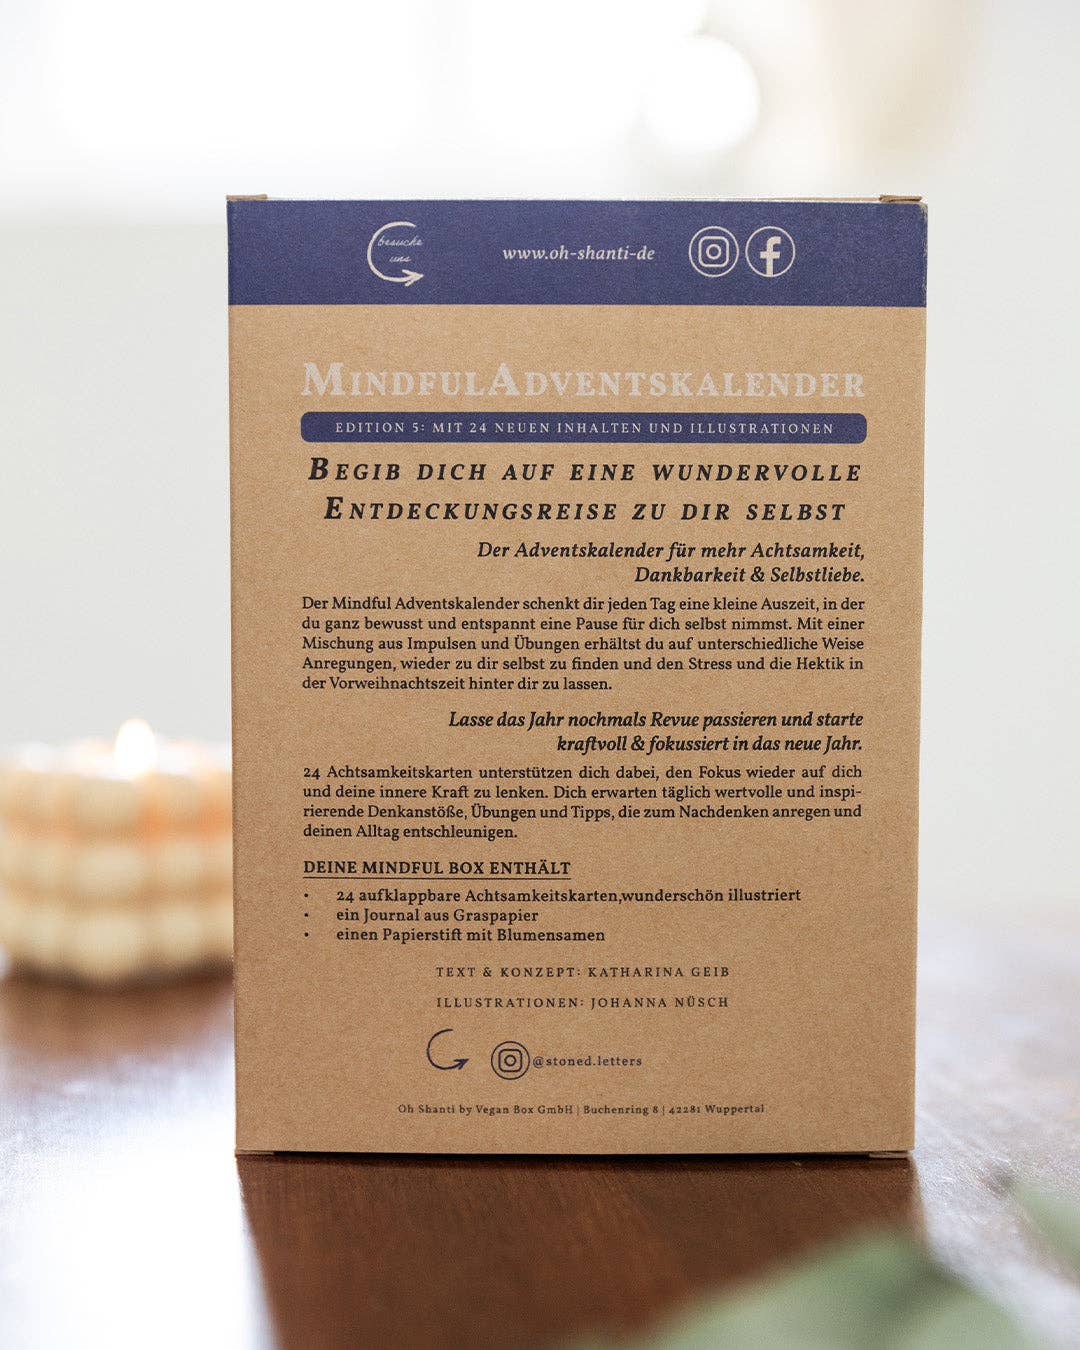 besuche
uns
www.oh-shanti-de
MINDFULADVENTSKALENDER
EDITION 5: MIT 24 NEUEN INHALTEN UND ILLUSTRATIONEN
BEGIB DICH AUF EINE WUNDERVOLLE
ENTDECKUNGSREISE ZU DIR SELBST
Der Adventskalender für mehr Achtsamkeit,
Dankbarkeit & Selbstliebe.
Der Mindful Adventskalender schenkt dir jeden Tag eine kleine Auszeit, in der
du ganz bewusst und entspannt eine Pause für dich selbst nimmst. Mit einer
Mischung aus Impulsen und Übungen erhältst du auf unterschiedliche Weise
Anregungen, wieder zu dir selbst zu finden und den Stress und die Hektik in
der Vorweihnachtszeit hinter dir zu lassen.
Lasse das Jahr nochmals Revue passieren und starte
kraftvoll & fokussiert in das neue Jahr.
24 Achtsamkeitskarten unterstützen dich dabei, den Fokus wieder auf dich
und deine innere Kraft zu lenken. Dich erwarten täglich wertvolle und inspi-
rierende Denkanstöße, Übungen und Tipps, die zum Nachdenken anregen und
deinen Alltag entschleunigen.
DEINE MINDFUL BOX ENTHÄLT
• 24 aufklappbare Achtsamkeitskarten,wunderschön illustriert
• ein Journal aus Graspapier
• einen Papierstift mit Blumensamen
TEXT & KONZEPT: KATHARINA GEIB
ILLUSTRATIONEN: JOHANNA NÜSCH
@stoned.letters
Oh Shanti by Vegan Box GmbH | Buchenring 8 | 42281 Wuppertal